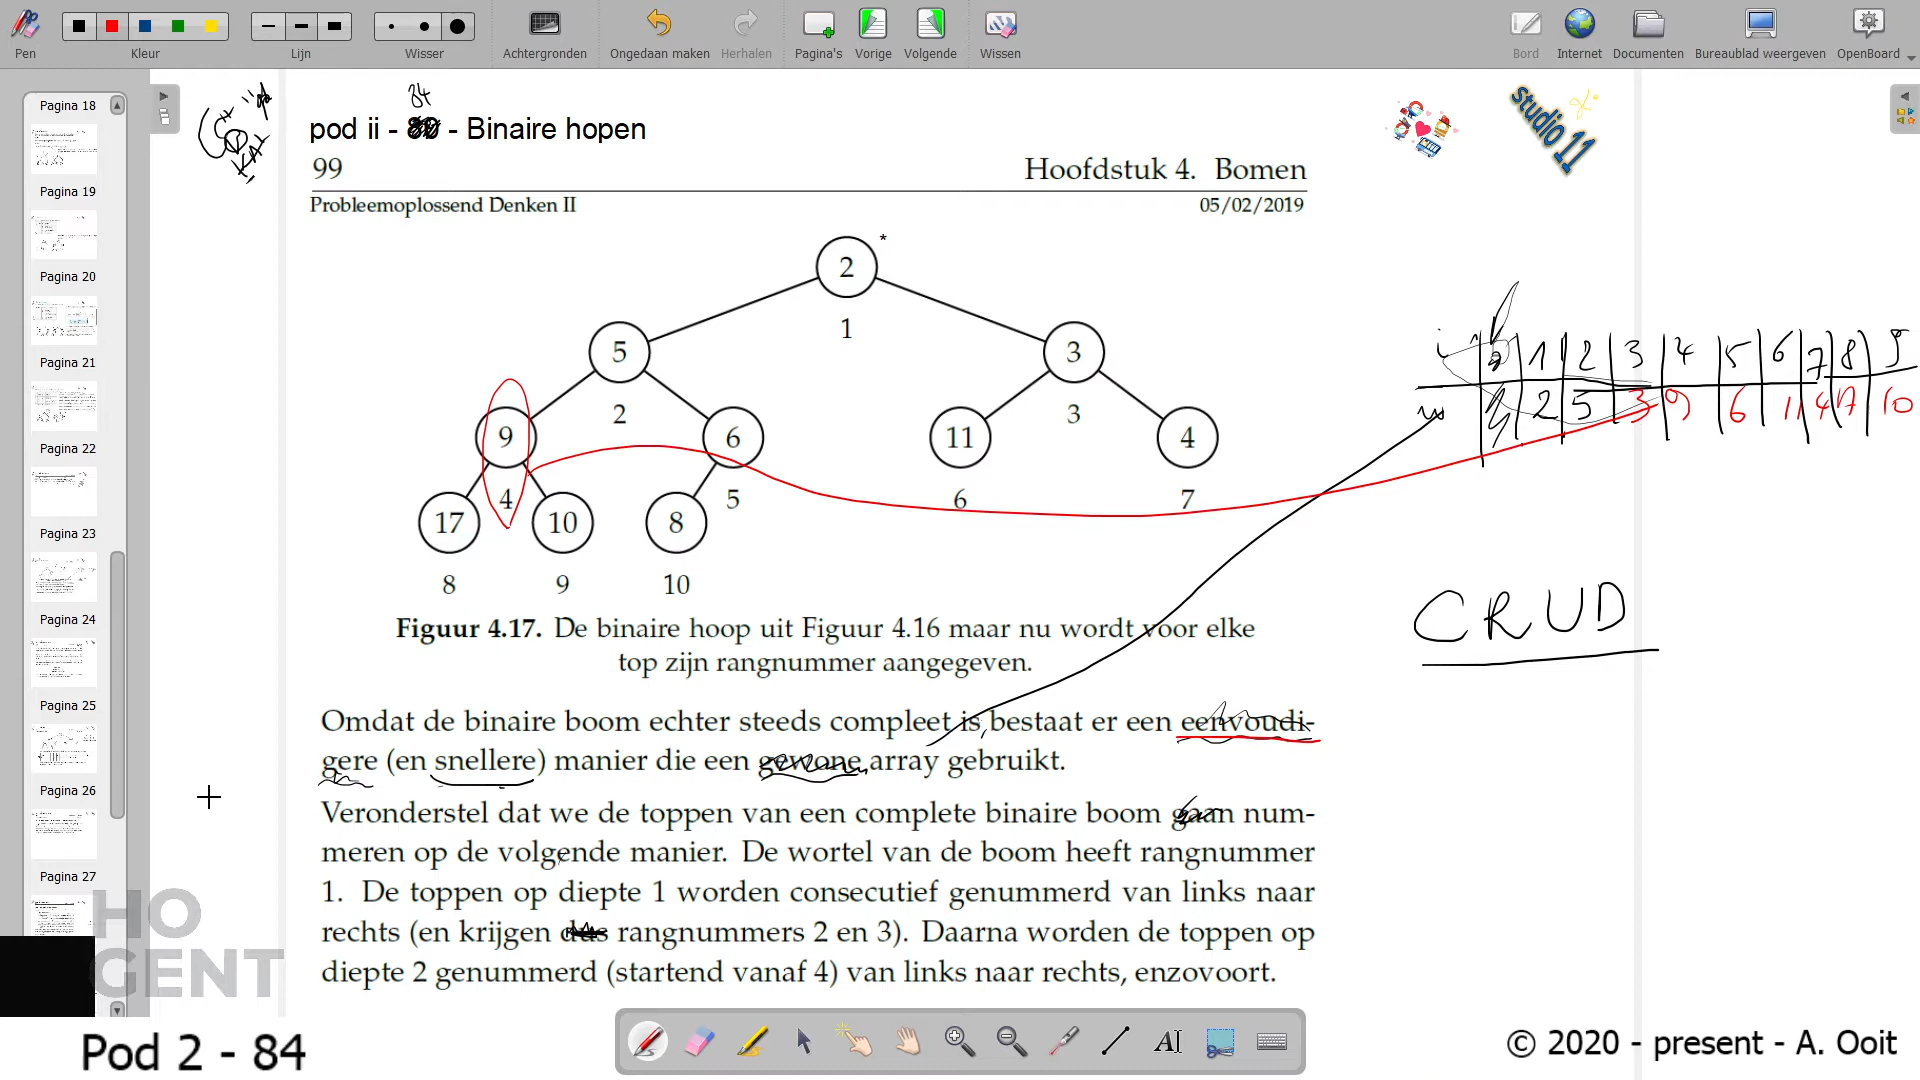 Pen
Kleur
Lijn
Wisser
Achtergronden
Ongedaan maken
Herhalen
Pagina's
Vorige
Volgende
Wissen
Bord
Internet
Documenten
Bureaublad weergeven
OpenBoard
Pagina 18
Pagina 19
Pagina 20
Pagina 21
Pagina 22
Pagina 23
Pagina 24
Pagina 25
Pagina 26
Pagina 27
84
pod ii - - Binaire hopen
studio 11
99 Hoofdstuk 4. Bomen
Probleemoplossend Denken II 05/02/2019
2 *
1
5 3
2 3
9 6 11 4
4 5 6 7
17 10 8
8 9 10
i 1 2 3 4 5 6 7 8 9
2 5 3 9 6 11 4 17 10
CRUD
Figuur 4.17. De binaire hoop uit Figuur 4.16 maar nu wordt voor elke
top zijn rangnummer aangegeven.
Omdat de binaire boom echter steeds compleet is, bestaat er een eenvoudi-
gere (en snellere) manier die een gewone array gebruikt.
Veronderstel dat we de toppen van een complete binaire boom gaan num-
meren op de volgende manier. De wortel van de boom heeft rangnummer
1. De toppen op diepte 1 worden consecutief genummerd van links naar
rechts (en krijgen dus rangnummers 2 en 3). Daarna worden de toppen op
diepte 2 genummerd (startend vanaf 4) van links naar rechts, enzovoort.
HO
GENT
Pod 2 - 84
© 2020 - present - A. Ooit